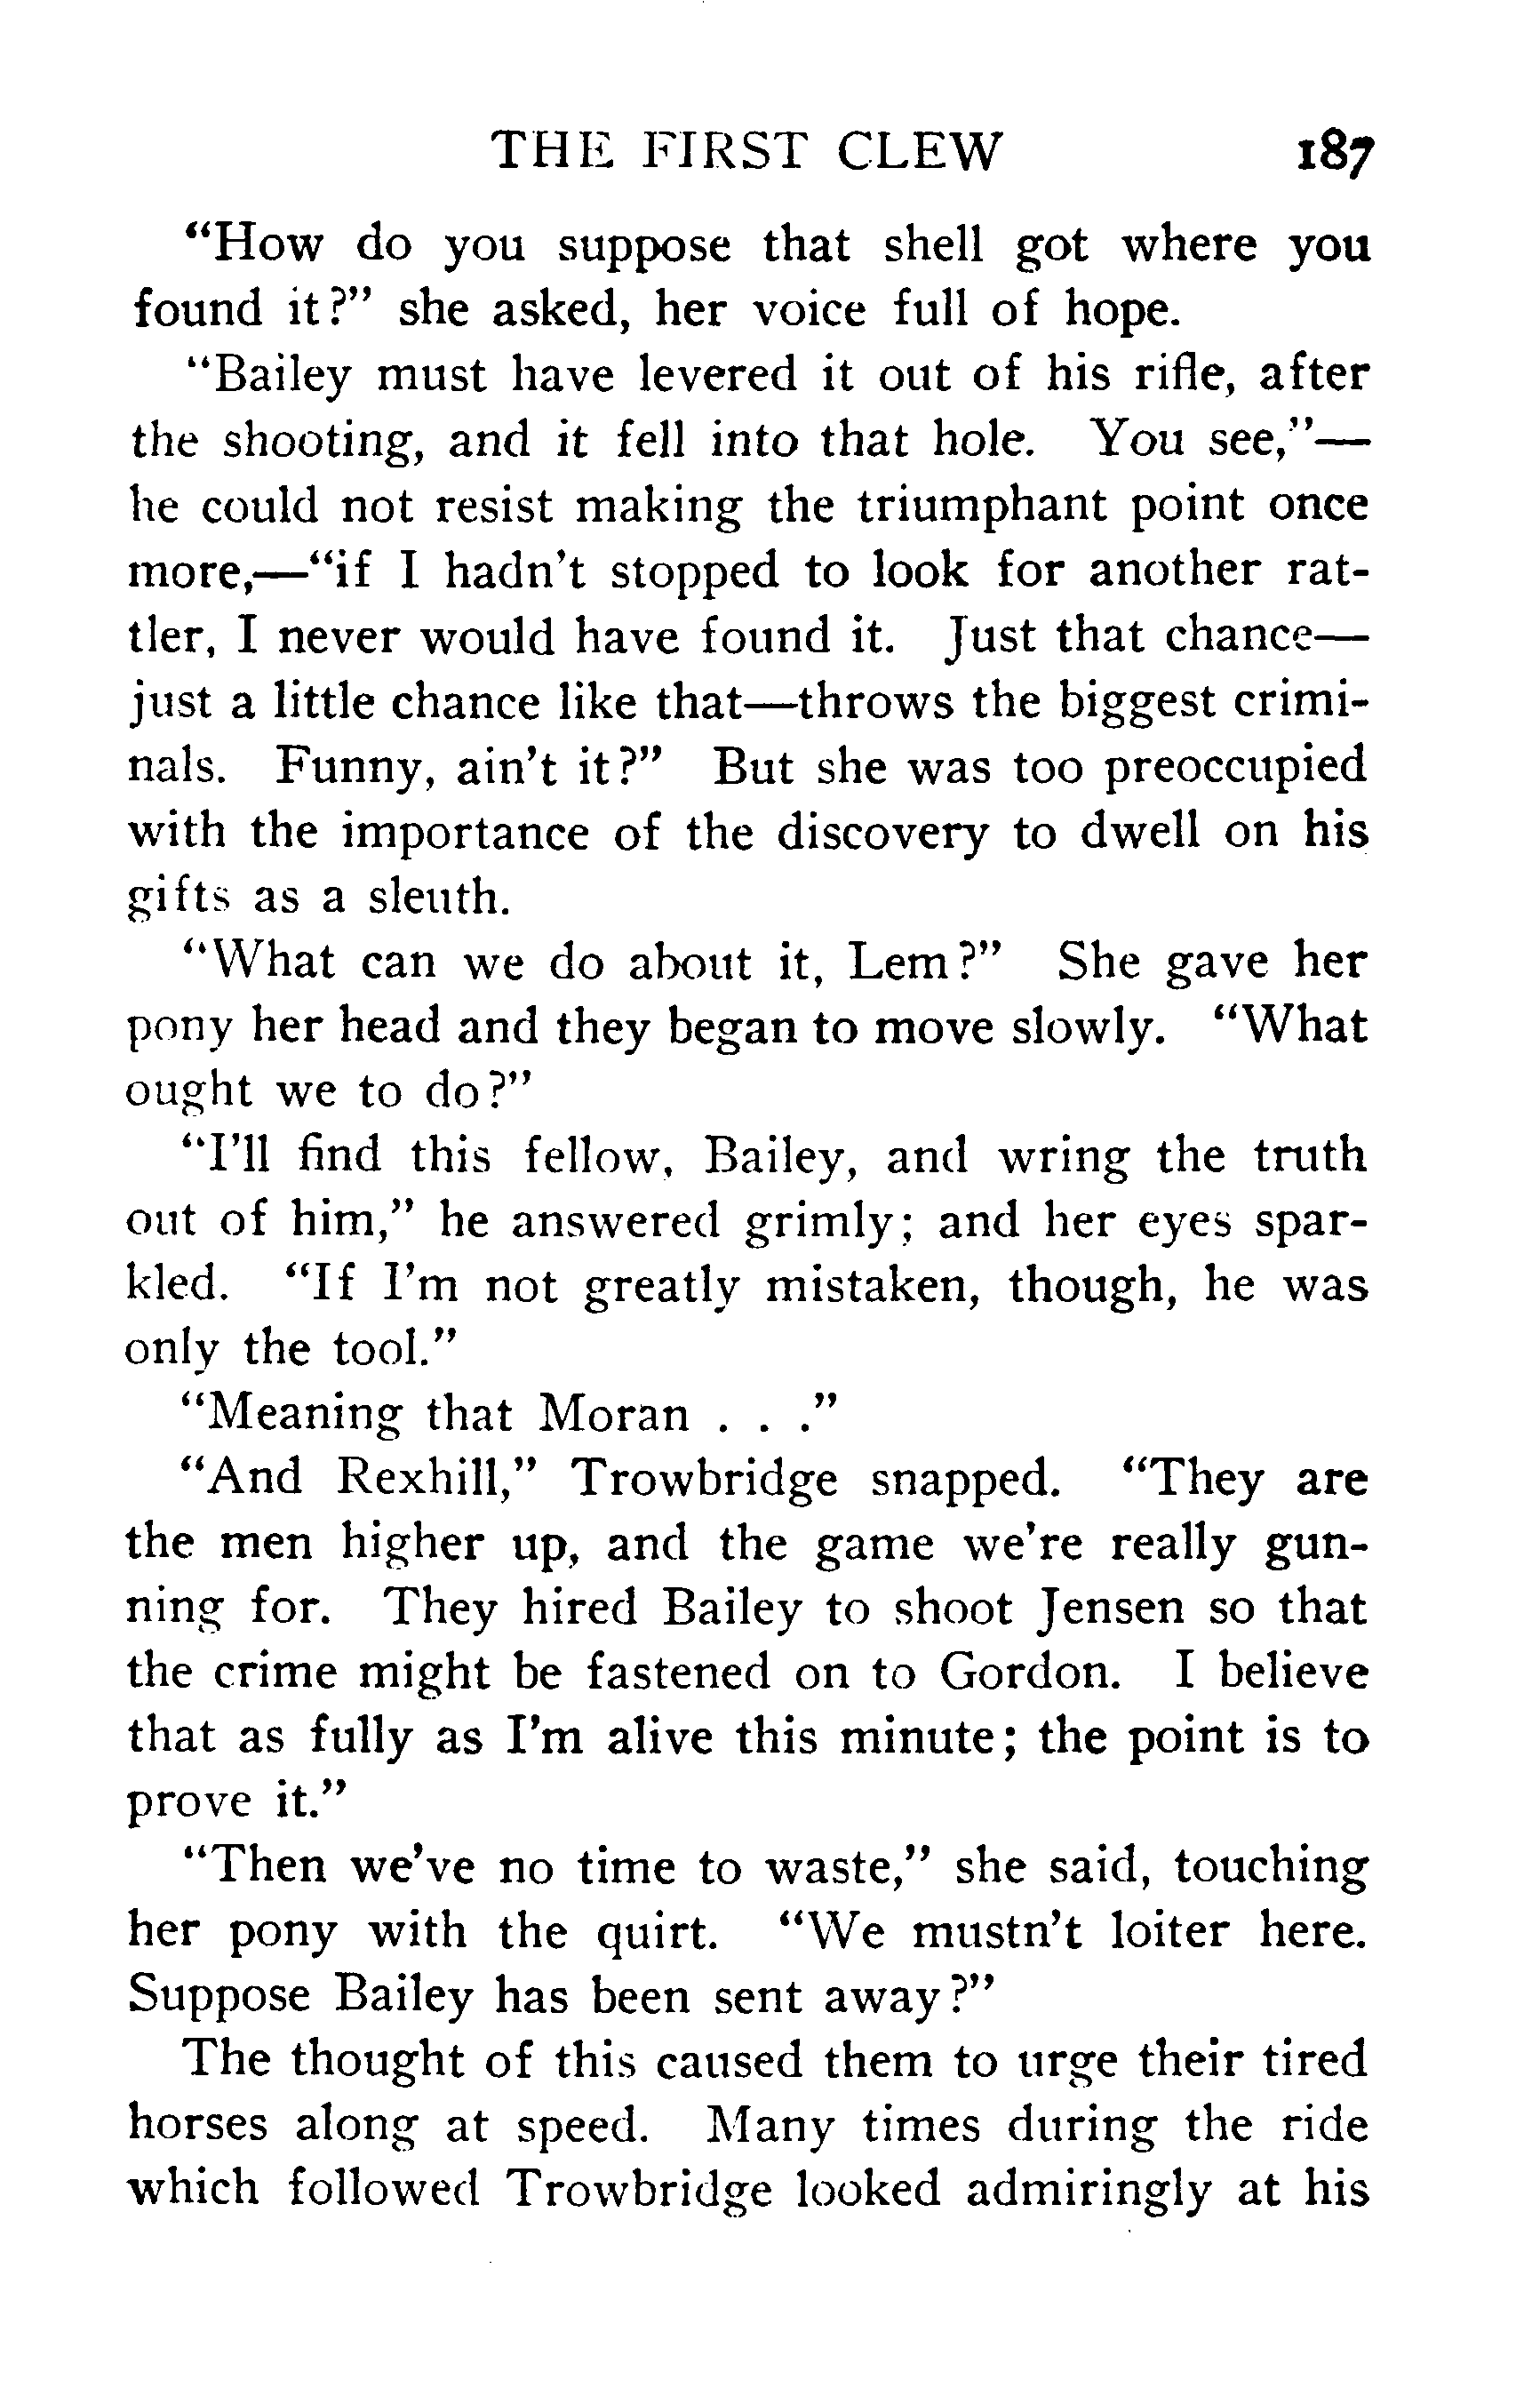 THE FIRST CLEW 187
“How do you suppose that shell got where you
found it?” she asked, her voice full of hope.
“Bailey must have levered it out of his rifle, after
the shooting, and it fell into that hole. You see,”—
he could not resist making the triumphant point once
more,—“if I hadn’t stopped to look for another rat-
tler, I never would have found it. Just that chance—
just a little chance like that—throws the biggest crimi-
nals. Funny, ain’t it?” But she was too preoccupied
with the importance of the discovery to dwell on his
gifts as a sleuth.
“What can we do about it, Lem?” She gave her
pony her head and they began to move slowly. “What
ought we to do?”
“I’ll find this fellow, Bailey, and wring the truth
out of him,” he answered grimly; and her eyes spar-
kled. “If I’m not greatly mistaken, though, he was
only the tool.”
“Meaning that Moran . . .”
“And Rexhill,” Trowbridge snapped. “They are
the men higher up, and the game we’re really gun-
ning for. They hired Bailey to shoot Jensen so that
the crime might be fastened on to Gordon. I believe
that as fully as I’m alive this minute; the point is to
prove it.”
“Then we’ve no time to waste,” she said, touching
her pony with the quirt. “We mustn’t loiter here.
Suppose Bailey has been sent away?”
The thought of this caused them to urge their tired
horses along at speed. Many times during the ride
which followed Trowbridge looked admiringly at his